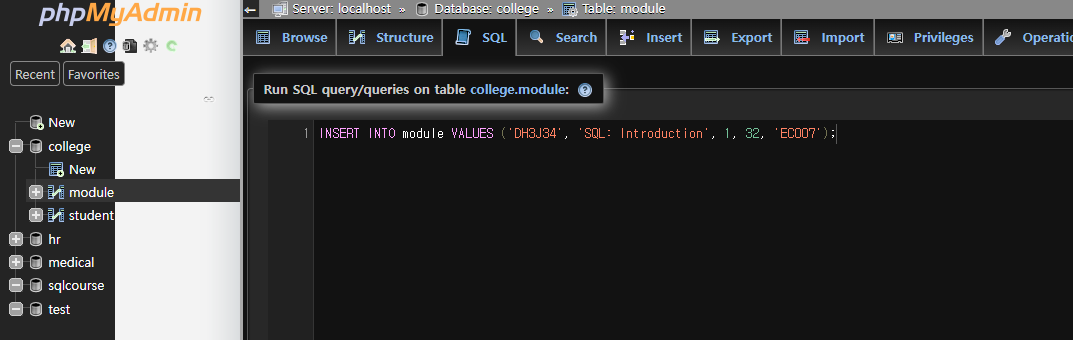 phpMyAdmin
Recent Favorites
New
college
New
module
student
hr
medical
sqlcourse
test
Server: localhost » Database: college » Table: module
Browse Structure SQL Search Insert Export Import Privileges Operatio
Run SQL query/queries on table college.module:
1 INSERT INTO module VALUES ('DH3J34', 'SQL: Introduction', 1, 32, 'EC007');